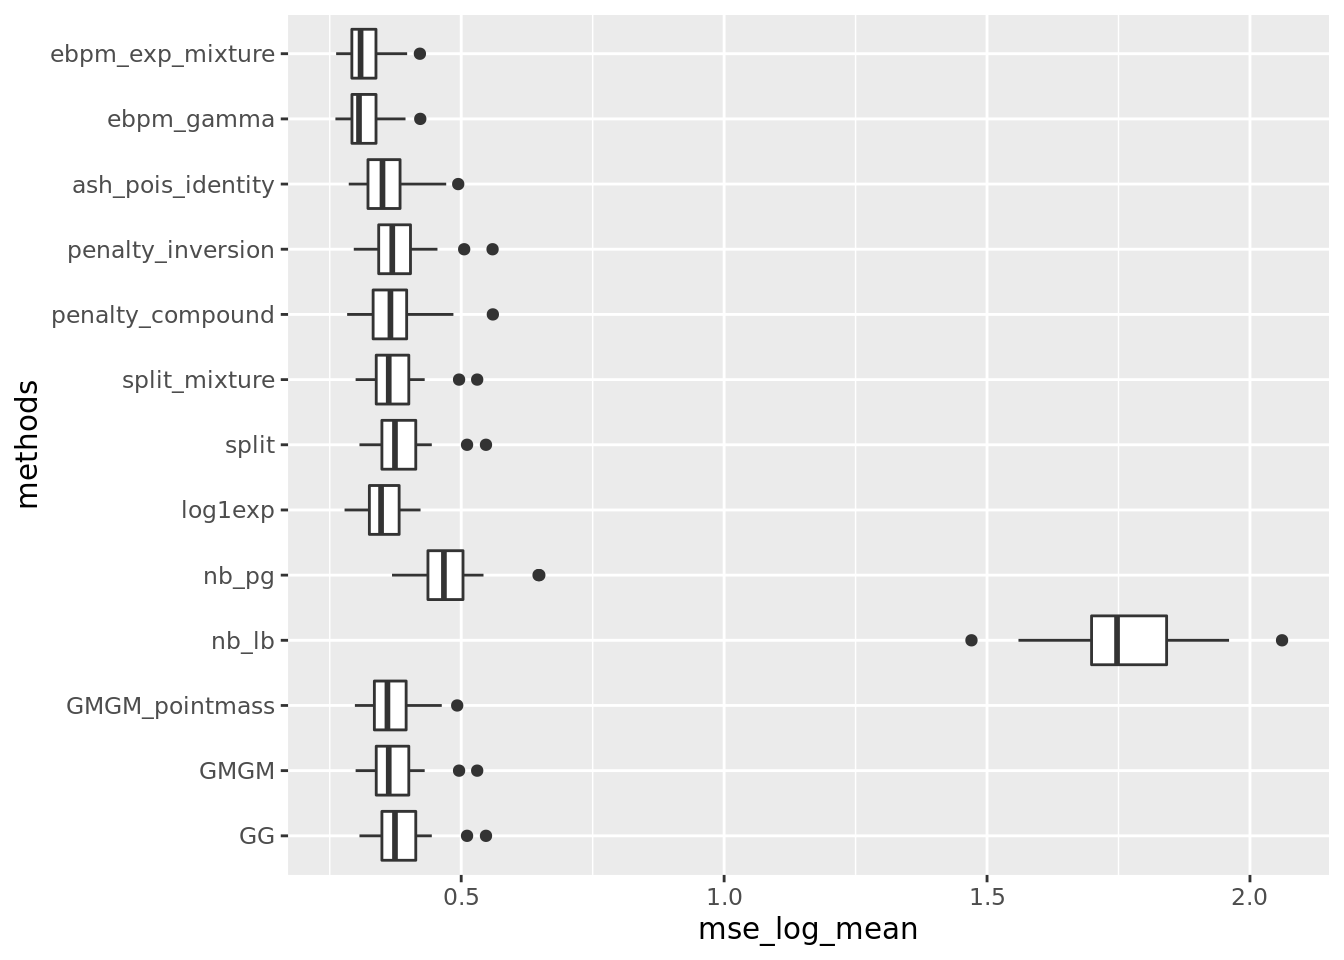 ebpm_exp_mixture
ebpm_gamma
ash_pois_identity
penalty_inversion
penalty_compound
split_mixture
split
log1exp
nb_pg
nb_lb
GMGM_pointmass
GMGM
GG
methods
0.5 1.0 1.5 2.0
mse_log_mean